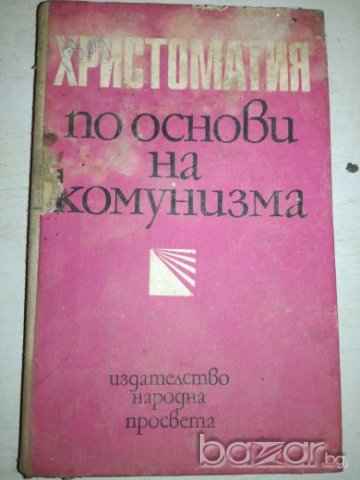 ХРИСТОМАТИЯ
по основи
на
комунизма
издателство
народна
просвета
bazar.bg